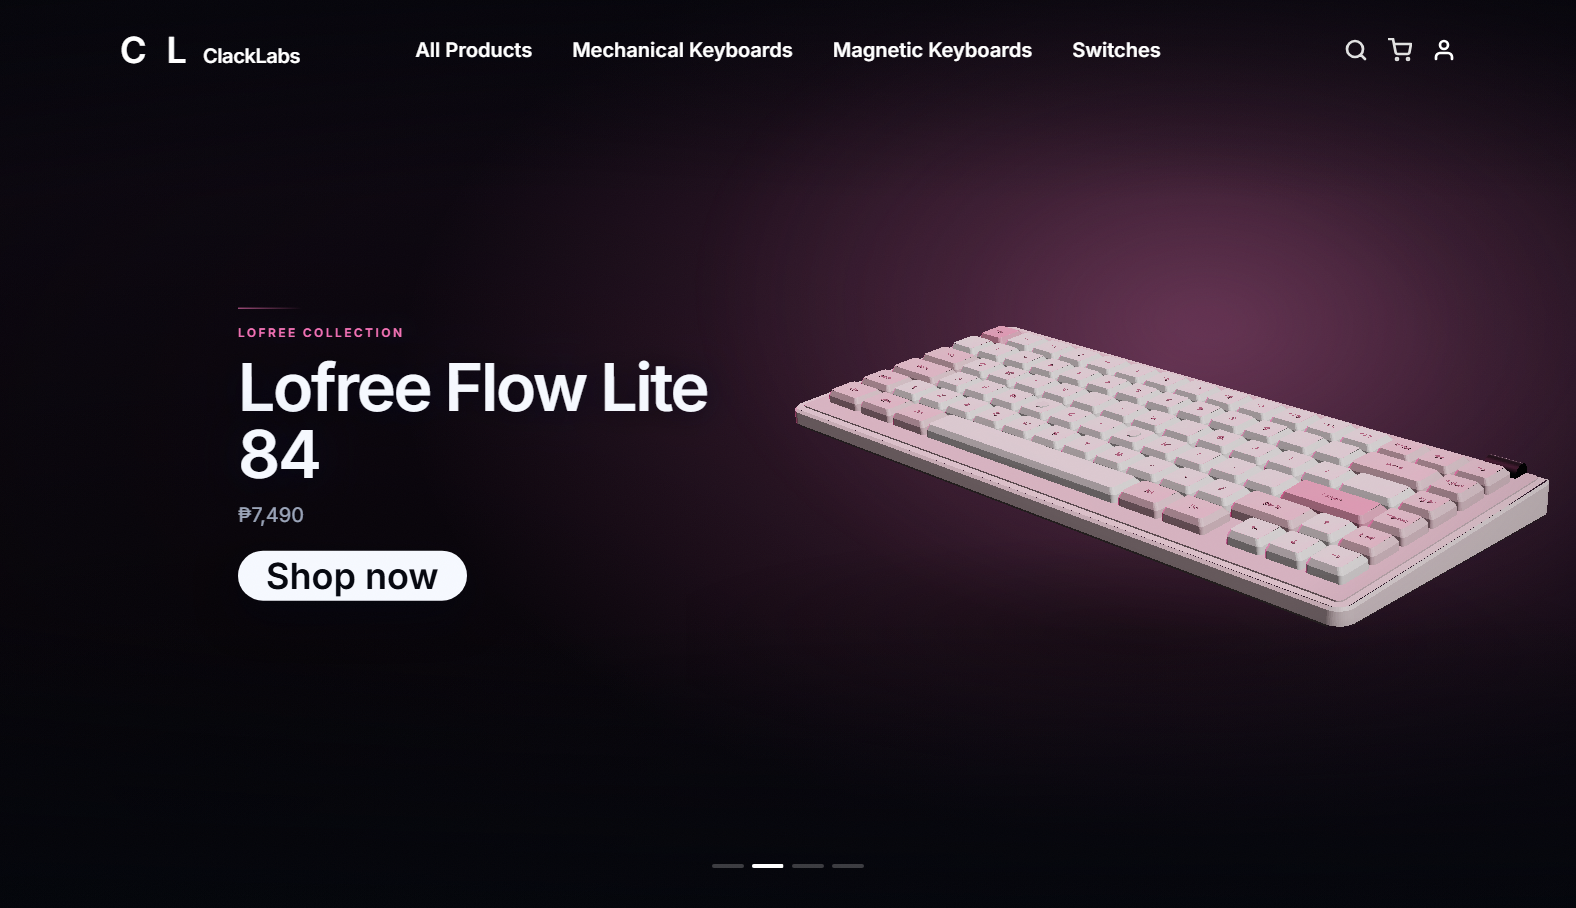 C L ClackLabs
All Products
Mechanical Keyboards
Magnetic Keyboards
Switches
LOFREE COLLECTION
Lofree Flow Lite
84
₱7,490
Shop now